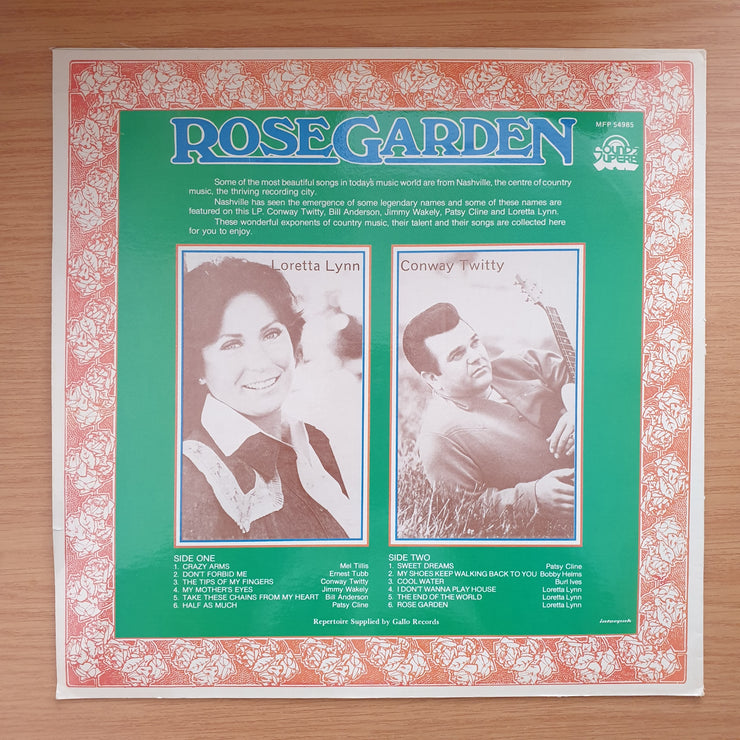 MFP 54985
ROSE GARDEN
SOUNDS
SUPERB
Some of the most beautiful songs in today's music world are from Nashville, the centre of country
music, the thriving recording city.
Nashville has seen the emergence of some legendary names and some of these names are
featured on this LP. Conway Twitty, Bill Anderson, Jimmy Wakely, Patsy Cline and Loretta Lynn.
These wonderful exponents of country music, their talent and their songs are collected here
for you to enjoy.
Loretta Lynn
Conway Twitty
SIDE ONE
1. CRAZY ARMS Mel Tillis
2. DON'T FORBID ME Ernest Tubb
3. THE TIPS OF MY FINGERS Conway Twitty
4. MY MOTHER'S EYES Jimmy Wakely
5. TAKE THESE CHAINS FROM MY HEART Bill Anderson
6. HALF AS MUCH Patsy Cline
SIDE TWO
1. SWEET DREAMS Patsy Cline
2. MY SHOES KEEP WALKING BACK TO YOU Bobby Helms
3. COOL WATER Burl Ives
4. I DON'T WANNA PLAY HOUSE Loretta Lynn
5. THE END OF THE WORLD Loretta Lynn
6. ROSE GARDEN Loretta Lynn
Repertoire Supplied by Gallo Records